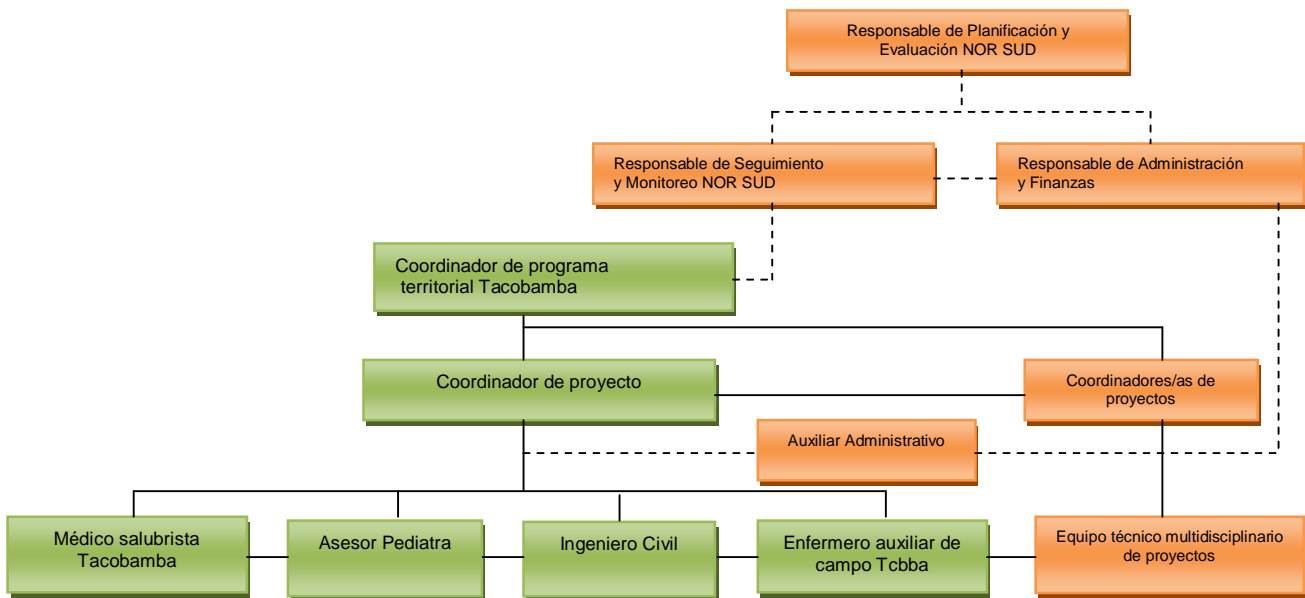 Responsable de Planificación y
Evaluación NOR SUD
Responsable de Seguimiento
y Monitoreo NOR SUD
Responsable de Administración
y Finanzas
Coordinador de programa
territorial Tacobamba
Coordinador de proyecto
Coordinadores/as de
proyectos
Auxiliar Administrativo
Médico salubrista
Tacobamba
Asesor Pediatra
Ingeniero Civil
Enfermero auxiliar de
campo Tcbba
Equipo técnico multidisciplinario
de proyectos